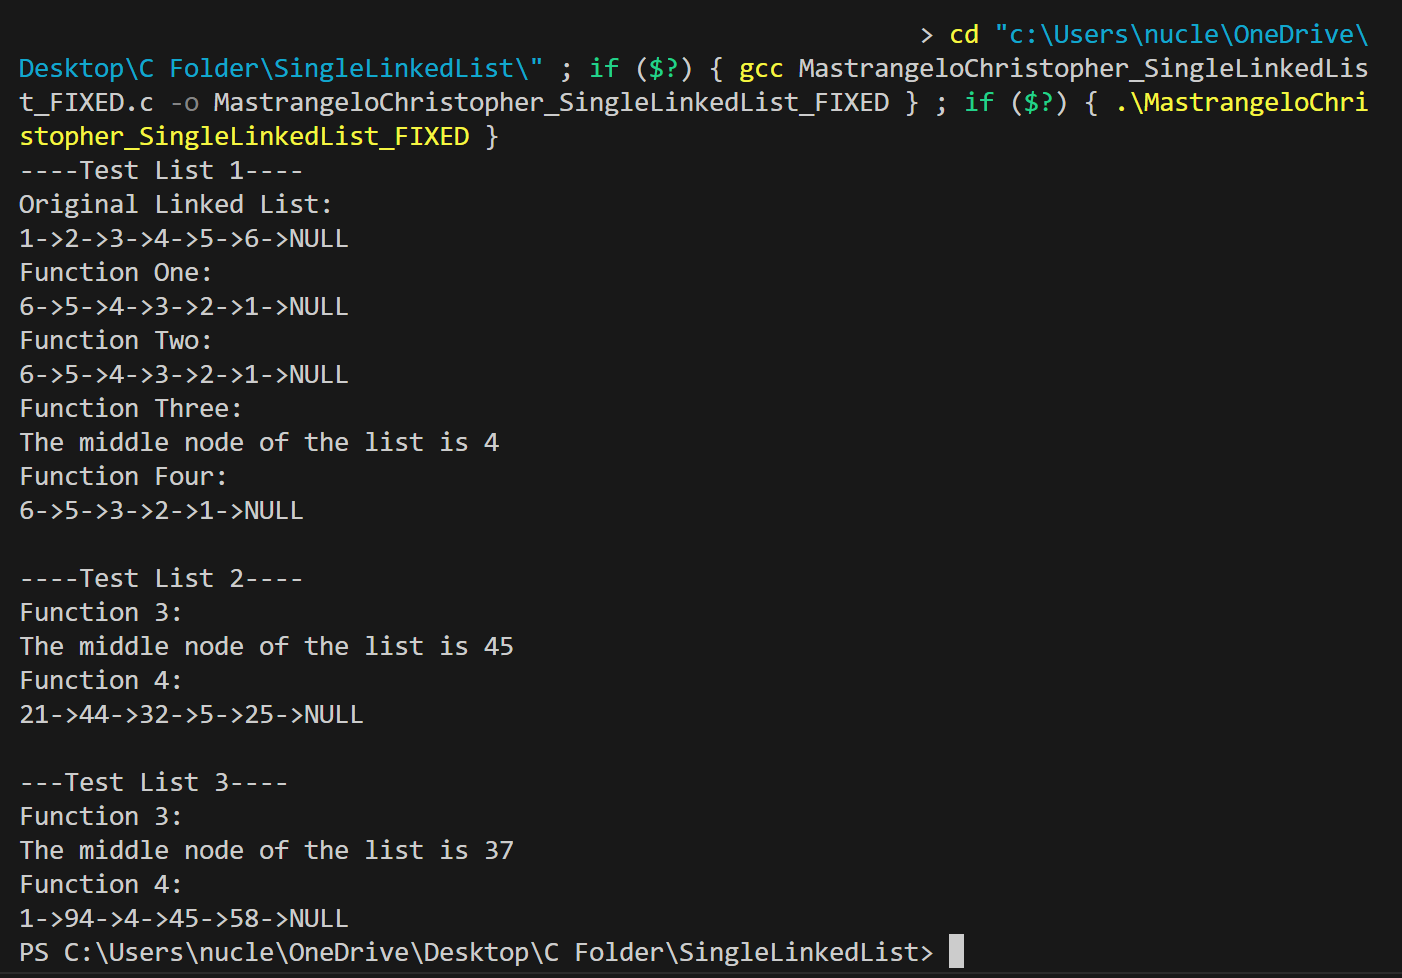 > cd "c:\Users\nucle\OneDrive\
Desktop\C Folder\SingleLinkedList\" ; if ($?) { gcc MastrangeloChristopher_SingleLinkedLis
t_FIXED.c -o MastrangeloChristopher_SingleLinkedList_FIXED } ; if ($?) { .\MastrangeloChri
stopher_SingleLinkedList_FIXED }
----Test List 1----
Original Linked List:
1->2->3->4->5->6->NULL
Function One:
6->5->4->3->2->1->NULL
Function Two:
6->5->4->3->2->1->NULL
Function Three:
The middle node of the list is 4
Function Four:
6->5->3->2->1->NULL
----Test List 2----
Function 3:
The middle node of the list is 45
Function 4:
21->44->32->5->25->NULL
---Test List 3----
Function 3:
The middle node of the list is 37
Function 4:
1->94->4->45->58->NULL
PS C:\Users\nucle\OneDrive\Desktop\C Folder\SingleLinkedList>